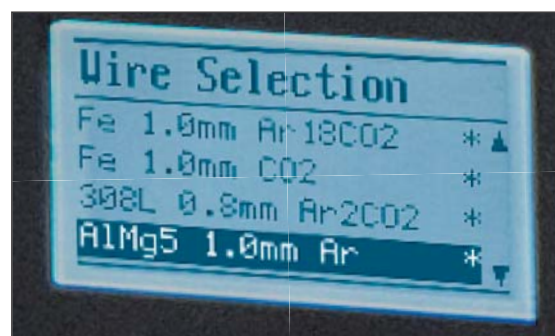 Wire Selection
Fe 1.0mm Ar18CO2 *
Fe 1.0mm CO2 *
308L 0.8mm Ar2CO2 *
AlMg5 1.0mm Ar *